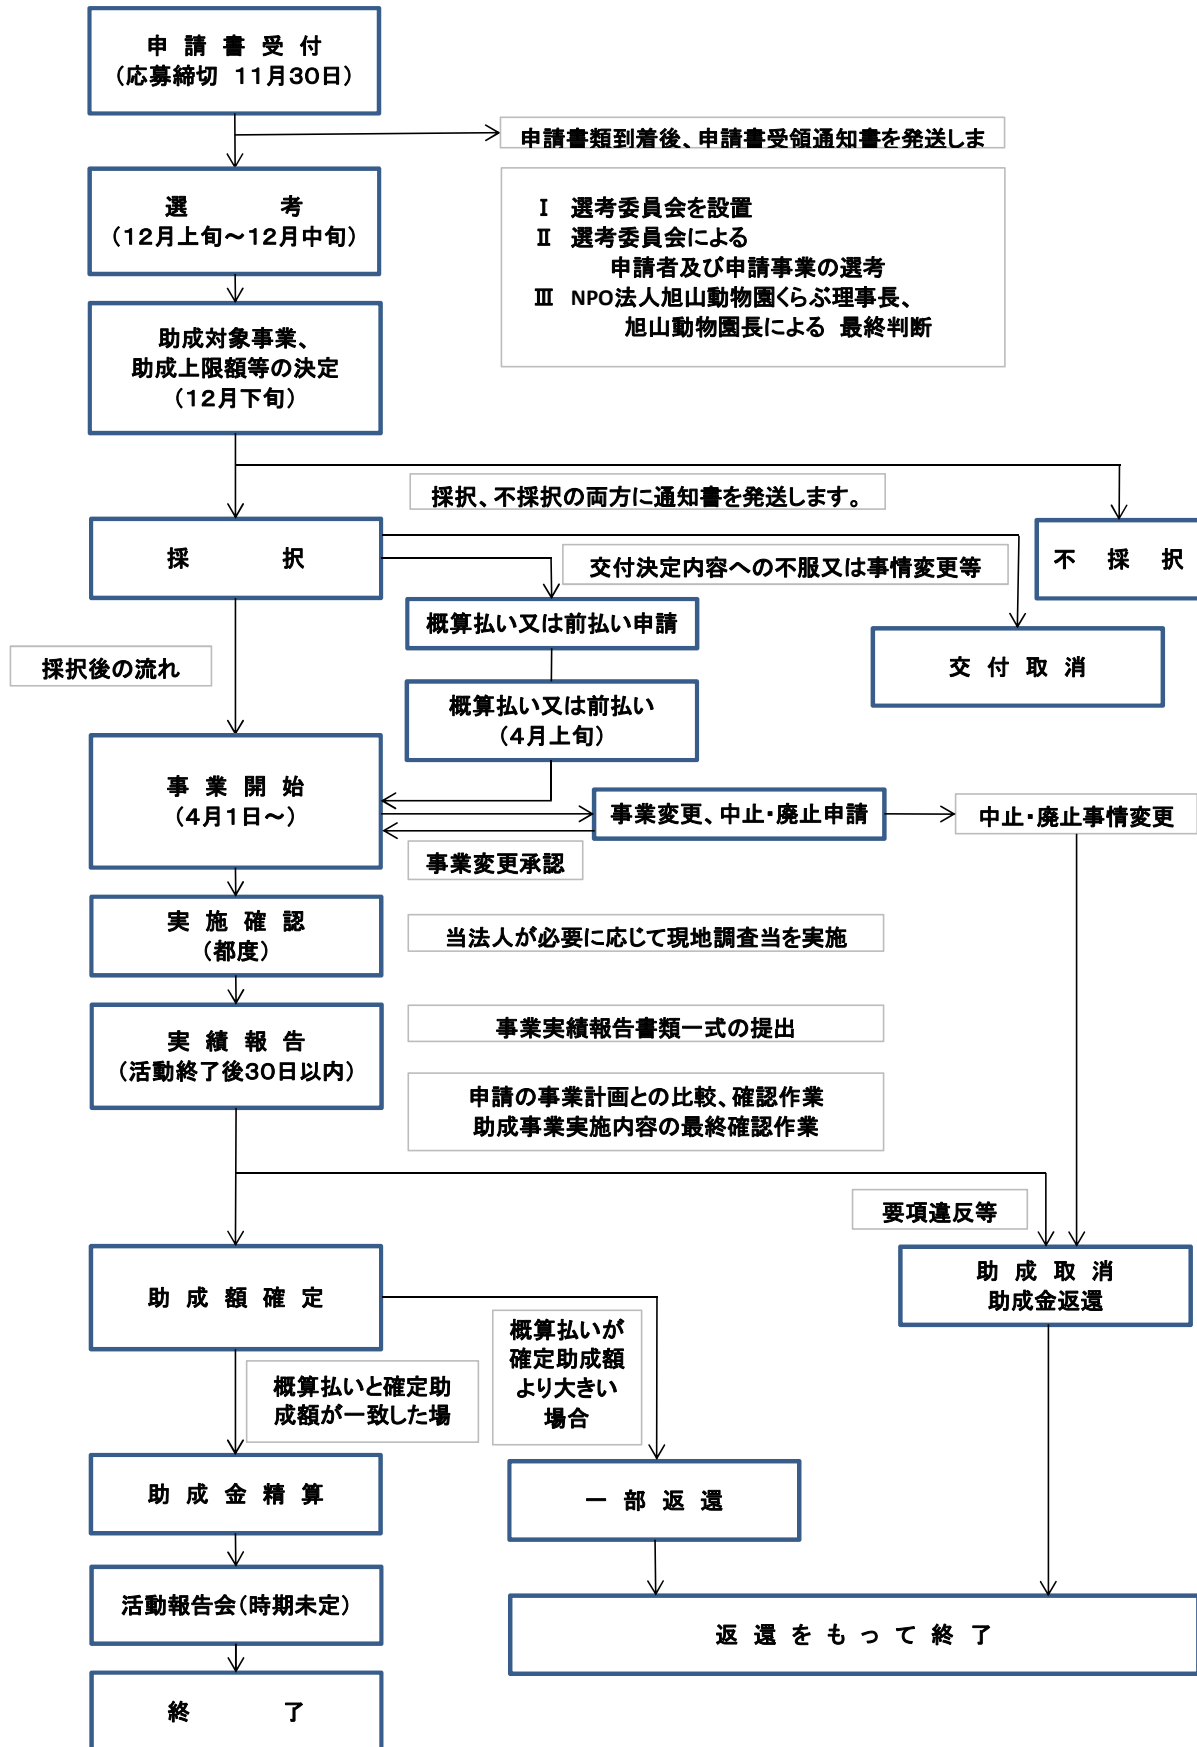 申請書受付
（応募締切　11月30日）
申請書類到着後、申請書受領通知書を発送しま
選　考
（12月上旬～12月中旬）
Ⅰ　選考委員会を設置
Ⅱ　選考委員会による
申請者及び申請事業の選考
Ⅲ　NPO法人旭山動物園くらぶ理事長、
旭山動物園長による 最終判断
助成対象事業、
助成上限額等の決定
（12月下旬）
採択、不採択の両方に通知書を発送します。
採　択
不　採　択
交付決定内容への不服又は事情変更等
概算払い又は前払い申請
交付取消
採択後の流れ
概算払い又は前払い
（4月上旬）
事業開始
（4月1日～）
事業変更、中止・廃止申請
中止・廃止事情変更
事業変更承認
実施確認
（都度）
当法人が必要に応じて現地調査当を実施
実績報告
（活動終了後30日以内）
事業実績報告書類一式の提出
申請の事業計画との比較、確認作業
助成事業実施内容の最終確認作業
要項違反等
助成額確定
助成取消
助成金返還
概算払いが
確定助成額
より大きい
場合
概算払いと確定助
成額が一致した場
助成金精算
一部返還
活動報告会（時期未定）
返還をもって終了
終　了